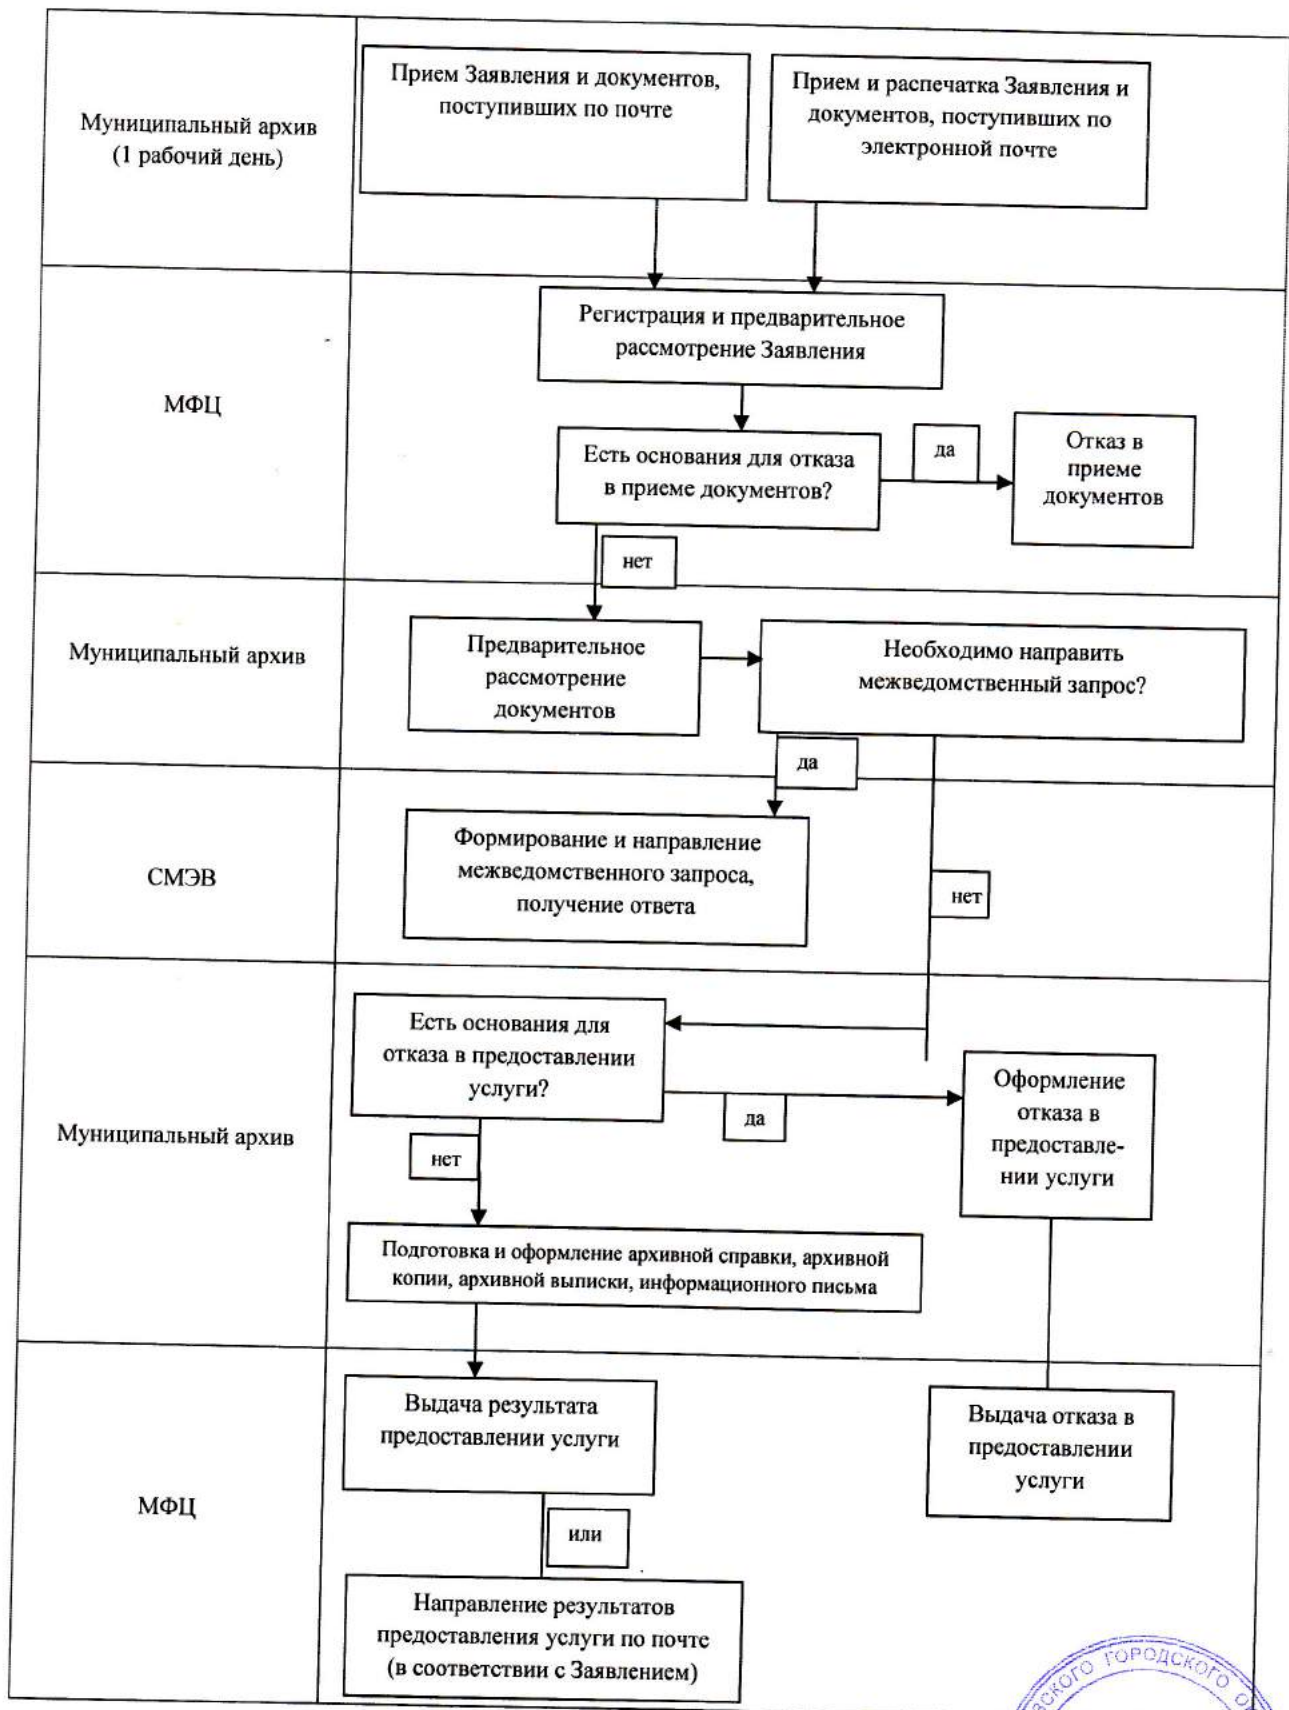 Муниципальный архив
(1 рабочий день)
Прием Заявления и документов,
поступивших по почте
Прием и распечатка Заявления и
документов, поступивших по
электронной почте
МФЦ
Регистрация и предварительное
рассмотрение Заявления
Есть основания для отказа
в приеме документов?
да
Отказ в
приеме
документов
нет
Муниципальный архив
Предварительное
рассмотрение
документов
Необходимо направить
межведомственный запрос?
да
СМЭВ
Формирование и направление
межведомственного запроса,
получение ответа
нет
Муниципальный архив
Есть основания для
отказа в предоставлении
услуги?
да
Оформление
отказа в
предоставле-
нии услуги
нет
Подготовка и оформление архивной справки, архивной
копии, архивной выписки, информационного письма
МФЦ
Выдача результата
предоставлении услуги
Выдача отказа в
предоставлении
услуги
или
Направление результатов
предоставления услуги по почте
(в соответствии с Заявлением)
ГОРОДСКОГО